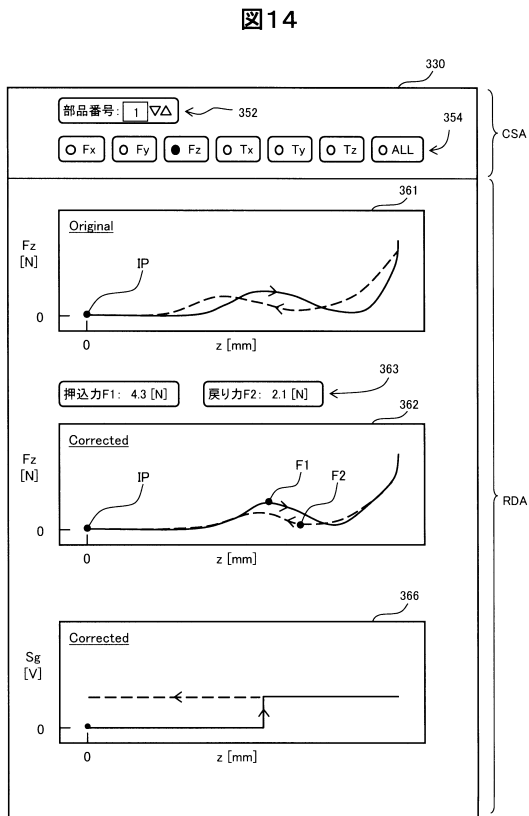 図14
330
部品番号: 1 ▽△
352
354
CSA
○ Fx ○ Fy ● Fz ○ Tx ○ Ty ○ Tz ○ ALL
361
Original
Fz
[N]
IP
0
0
z [mm]
押込力F1: 4.3 [N] 戻り力F2: 2.1 [N]
363
362
Corrected
Fz
[N]
IP
F1
F2
RDA
0
0
z [mm]
366
Corrected
Sg
[V]
0
0
z [mm]